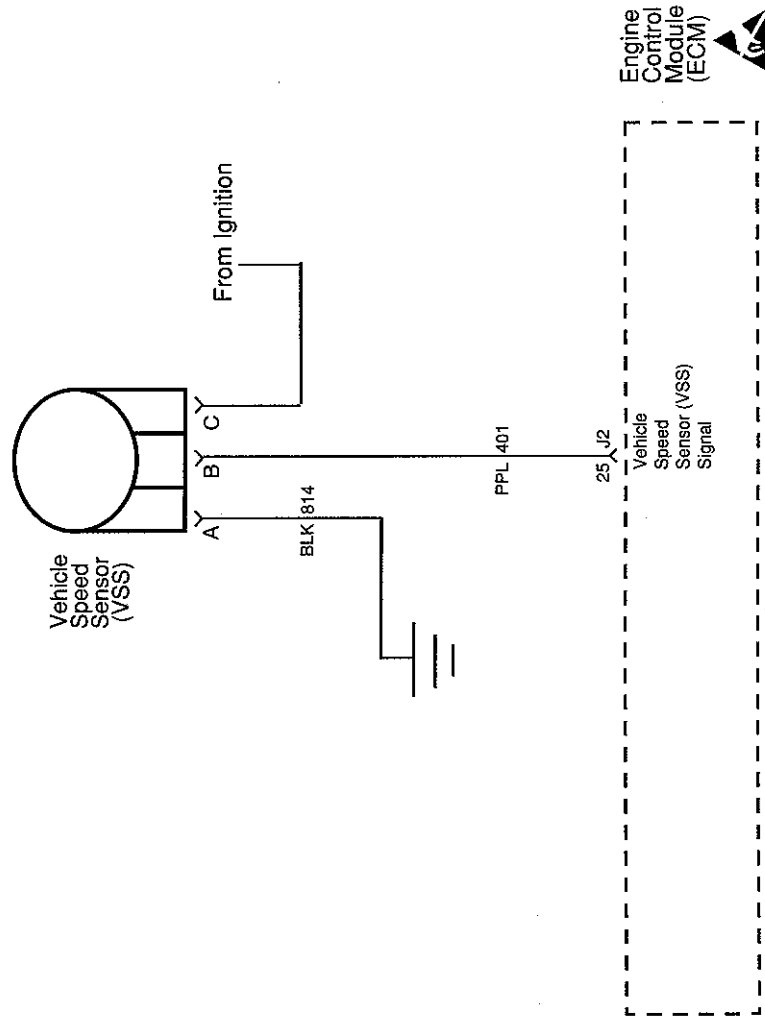 Engine
Control
Module
(ECM)
From Ignition
Vehicle
Speed
Sensor
(VSS)
C
B
A
BLK 814
PPL 401
25 J2
Vehicle
Speed
Sensor (VSS)
Signal